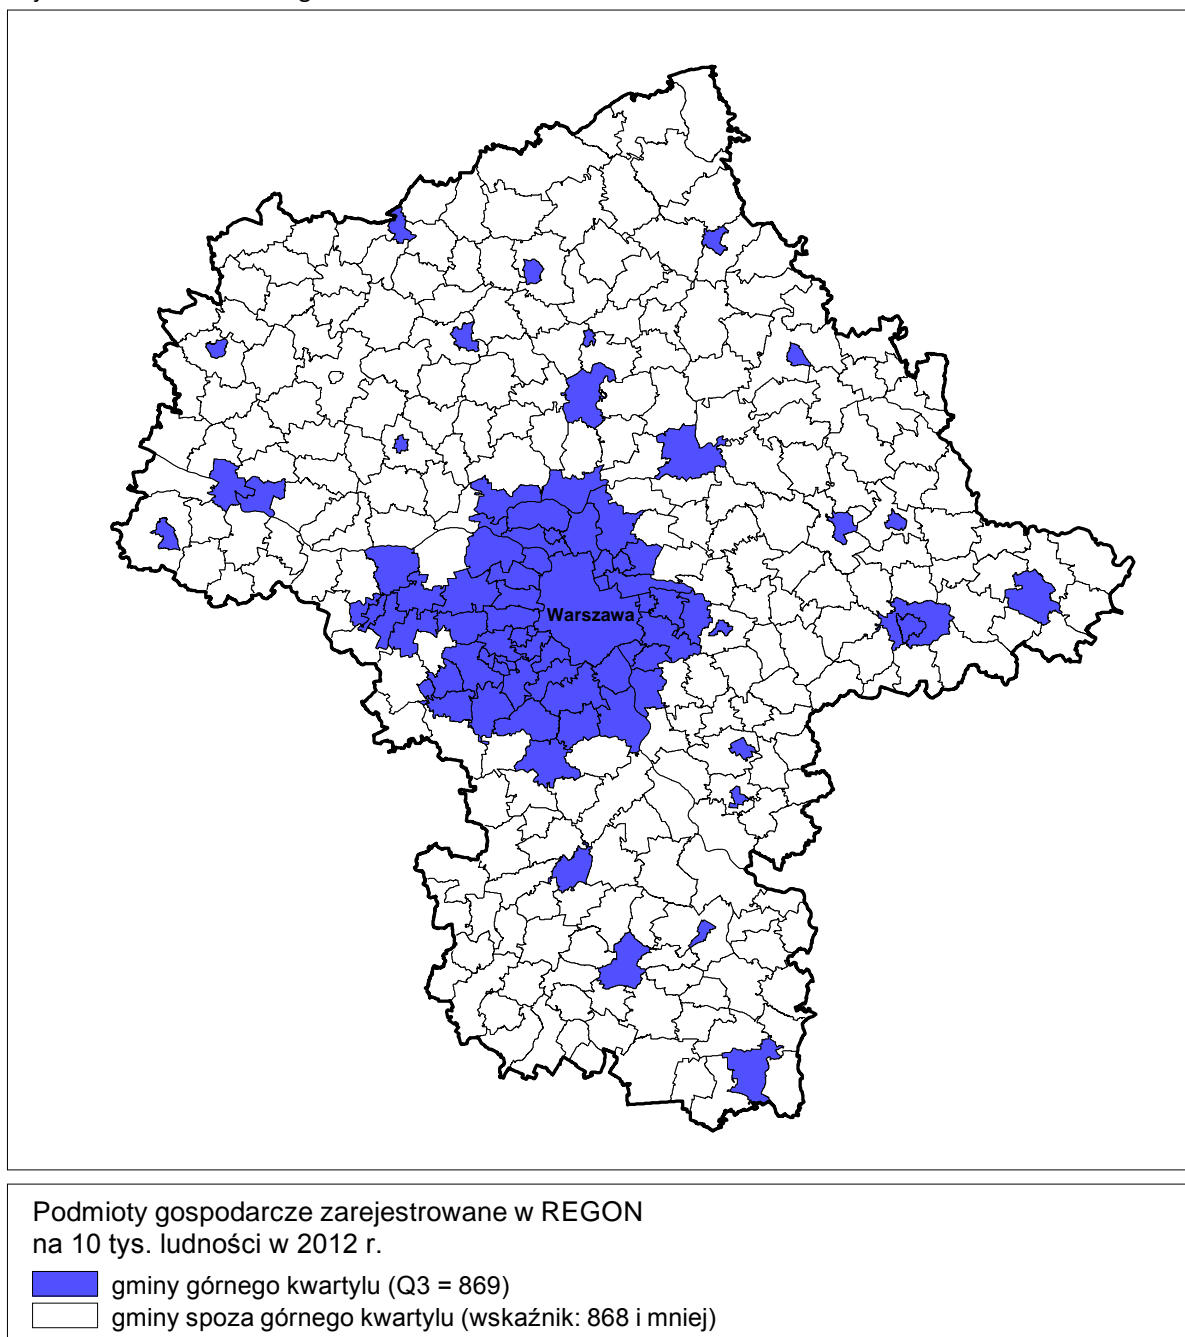 Warszawa
Podmioty gospodarcze zarejestrowane w REGON
na 10 tys. ludności w 2012 r.
gminy górnego kwartylu (Q3 = 869)
gminy spoza górnego kwartylu (wskaźnik: 868 i mniej)